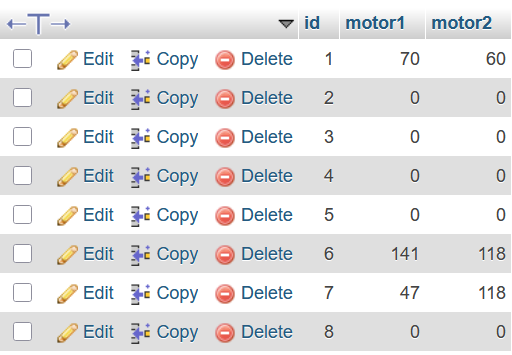 id motor1 motor2
Edit Copy Delete 1 70 60
Edit Copy Delete 2 0 0
Edit Copy Delete 3 0 0
Edit Copy Delete 4 0 0
Edit Copy Delete 5 0 0
Edit Copy Delete 6 141 118
Edit Copy Delete 7 47 118
Edit Copy Delete 8 0 0